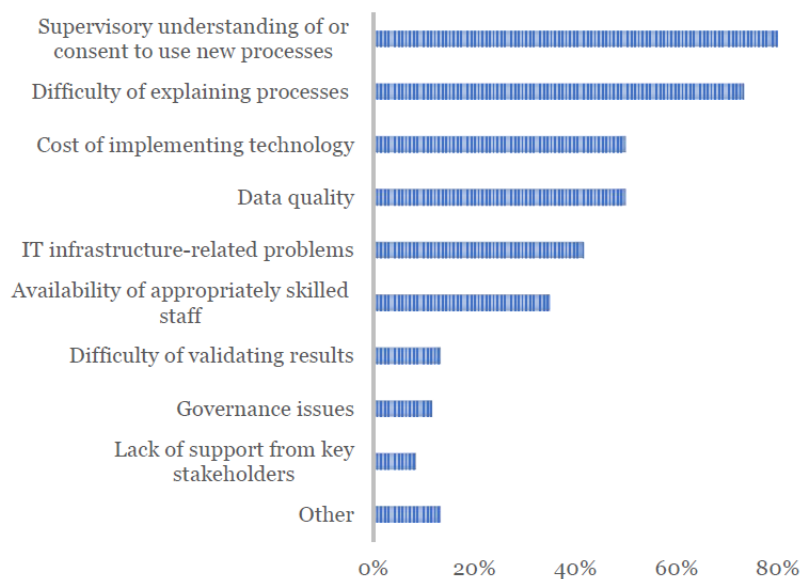 Supervisory understanding of or
consent to use new processes
Difficulty of explaining processes
Cost of implementing technology
Data quality
IT infrastructure-related problems
Availability of appropriately skilled
staff
Difficulty of validating results
Governance issues
Lack of support from key
stakeholders
Other
0% 20% 40% 60% 80%